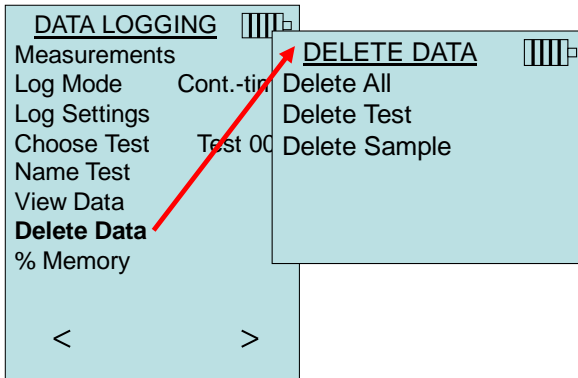 DATA LOGGING
Measurements
Log Mode Cont.-tim
Log Settings
Choose Test Test 00
Name Test
View Data
Delete Data
% Memory
< >
DELETE DATA
Delete All
Delete Test
Delete Sample